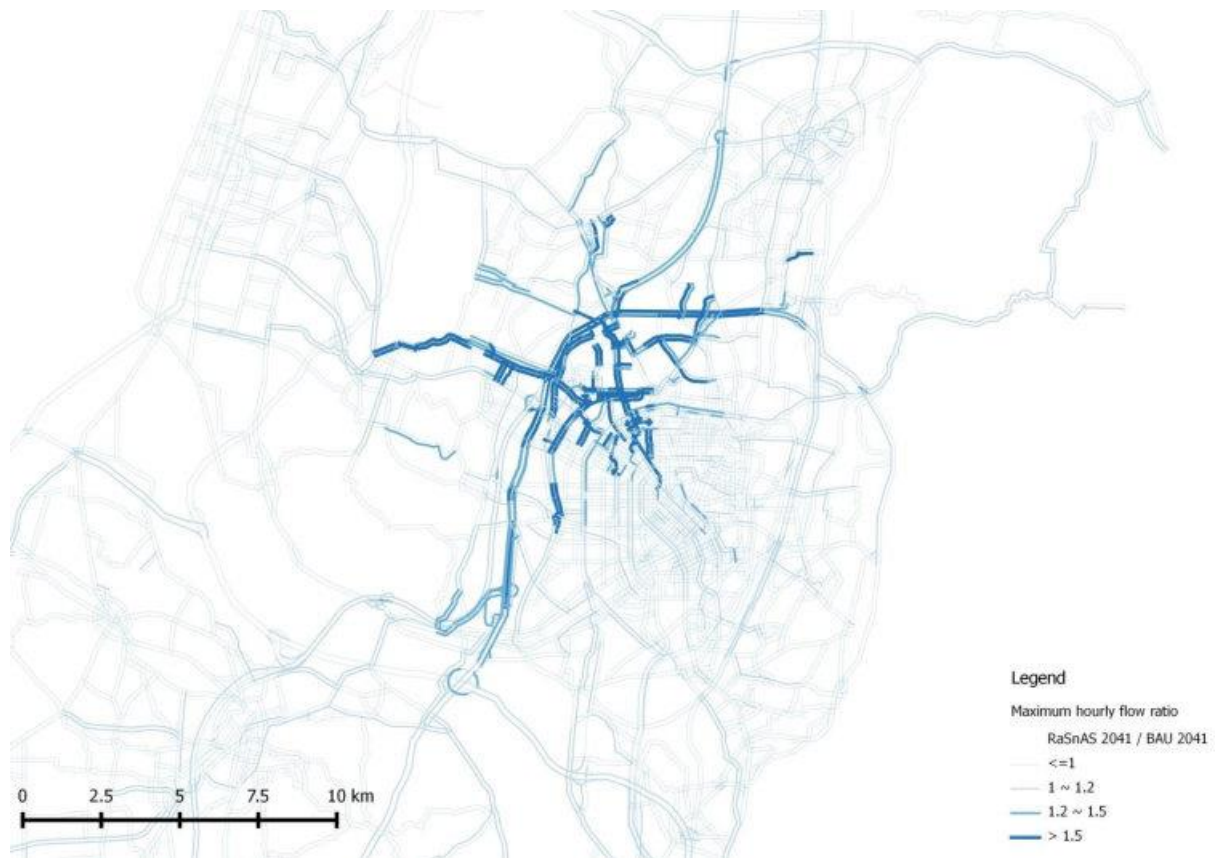 Legend
Maximum hourly flow ratio
RaSnAS 2041 / BAU 2041
<=1
1 ~ 1.2
1.2 ~ 1.5
> 1.5
0 2.5 5 7.5 10 km